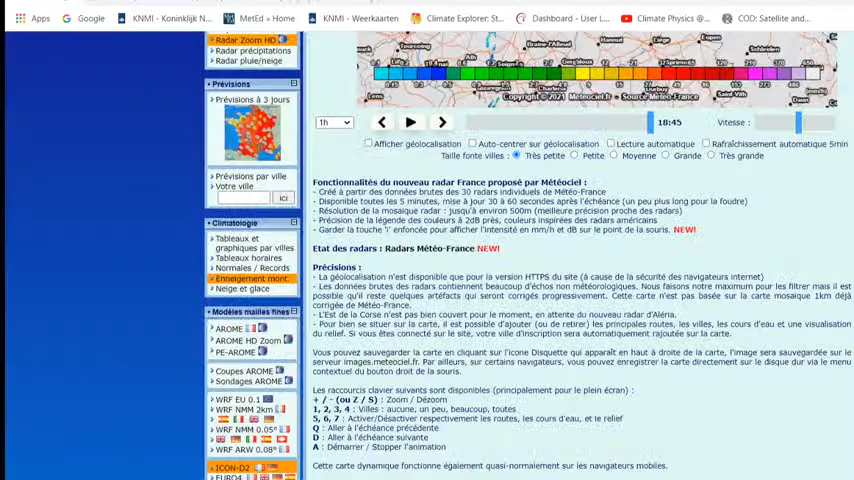 Apps Google KNMI - Koninklijk N... MetEd » Home KNMI - Weerkaarten Climate Explorer: St... Dashboard - User L... Climate Physics @... COD: Satellite and...
Radar Zoom HD
Radar précipitations
Radar pluie/neige
Prévisions
Prévisions à 3 jours
Prévisions par ville
Votre ville
ici
Climatologie
Tableaux et
graphiques par villes
Tableaux horaires
Normales / Records
Enneigement mont.
Neige et glace
Modèles mailles fines
AROME
AROME HD Zoom
PE-AROME
Coupes AROME
Sondages AROME
WRF EU 0.1
WRF NMM 2km
WRF NMM 0.05°
WRF ARW 0.08°
ICON-D2
EURO4
Tourcoing
Braine-l'Alleud
Hannut
Liège
Eupen
Schleiden
Ath
Lens
Charleroi
Durbuy
Saint-Vith
Daun
Copyright © 2021 Meteociel.fr - Source Meteo-France
(mm/h)
1h 18:45 Vitesse :
Afficher géolocalisation Auto-centrer sur géolocalisation Lecture automatique Rafraîchissement automatique 5min
Taille fonte villes : Très petite Petite Moyenne Grande Très grande
Fonctionnalités du nouveau radar France proposé par Météociel :
- Créé à partir des données brutes des 30 radars individuels de Météo-France
- Disponible toutes les 5 minutes, mise à jour 30 à 60 secondes après l'échéance (un peu plus long pour la foudre)
- Résolution de la mosaique radar : jusqu'à environ 500m (meilleure précision proche des radars)
- Précision de la légende des couleurs à 2dB près, couleurs inspirées des radars américains
- Garder la touche 'i' enfoncée pour afficher l'intensité en mm/h et dB sur le point de la souris. NEW!
Etat des radars : Radars Météo-France NEW!
Précisions :
- La géolocalisation n'est disponible que pour la version HTTPS du site (à cause de la sécurité des navigateurs internet)
- Les données brutes des radars contiennent beaucoup d'échos non météorologiques. Nous faisons notre maximum pour les filtrer mais il est
possible qu'il reste quelques artéfacts qui seront corrigés progressivement. Cette carte n'est pas basée sur la carte mosaique 1km déjà
corrigée de Météo-France.
- L'Est de la Corse n'est pas bien couvert pour le moment, en attente du nouveau radar d'Aléria.
- Pour bien se situer sur la carte, il est possible d'ajouter (ou de retirer) les principales routes, les villes, les cours d'eau et une visualisation
du relief. Si vous êtes connecté sur le site, votre ville d'inscription sera automatiquement rajoutée sur la carte.
Vous pouvez sauvegarder la carte en cliquant sur l'icone Disquette qui apparaît en haut à droite de la carte, l'image sera sauvegardée sur le
serveur images.meteociel.fr. Par ailleurs, sur certains navigateurs, vous pouvez enregistrer la carte directement sur le disque dur via le menu
contextuel du bouton droit de la souris.
Les raccourcis clavier suivants sont disponibles (principalement pour le plein écran) :
+ / - (ou Z / S) : Zoom / Dézoom
1, 2, 3, 4 : Villes : aucune, un peu, beaucoup, toutes
5, 6, 7 : Activer/Désactiver respectivement les routes, les cours d'eau, et le relief
Q : Aller à l'échéance précédente
D : Aller à l'échéance suivante
A : Démarrer / Stopper l'animation
Cette carte dynamique fonctionne également quasi-normalement sur les navigateurs mobiles.